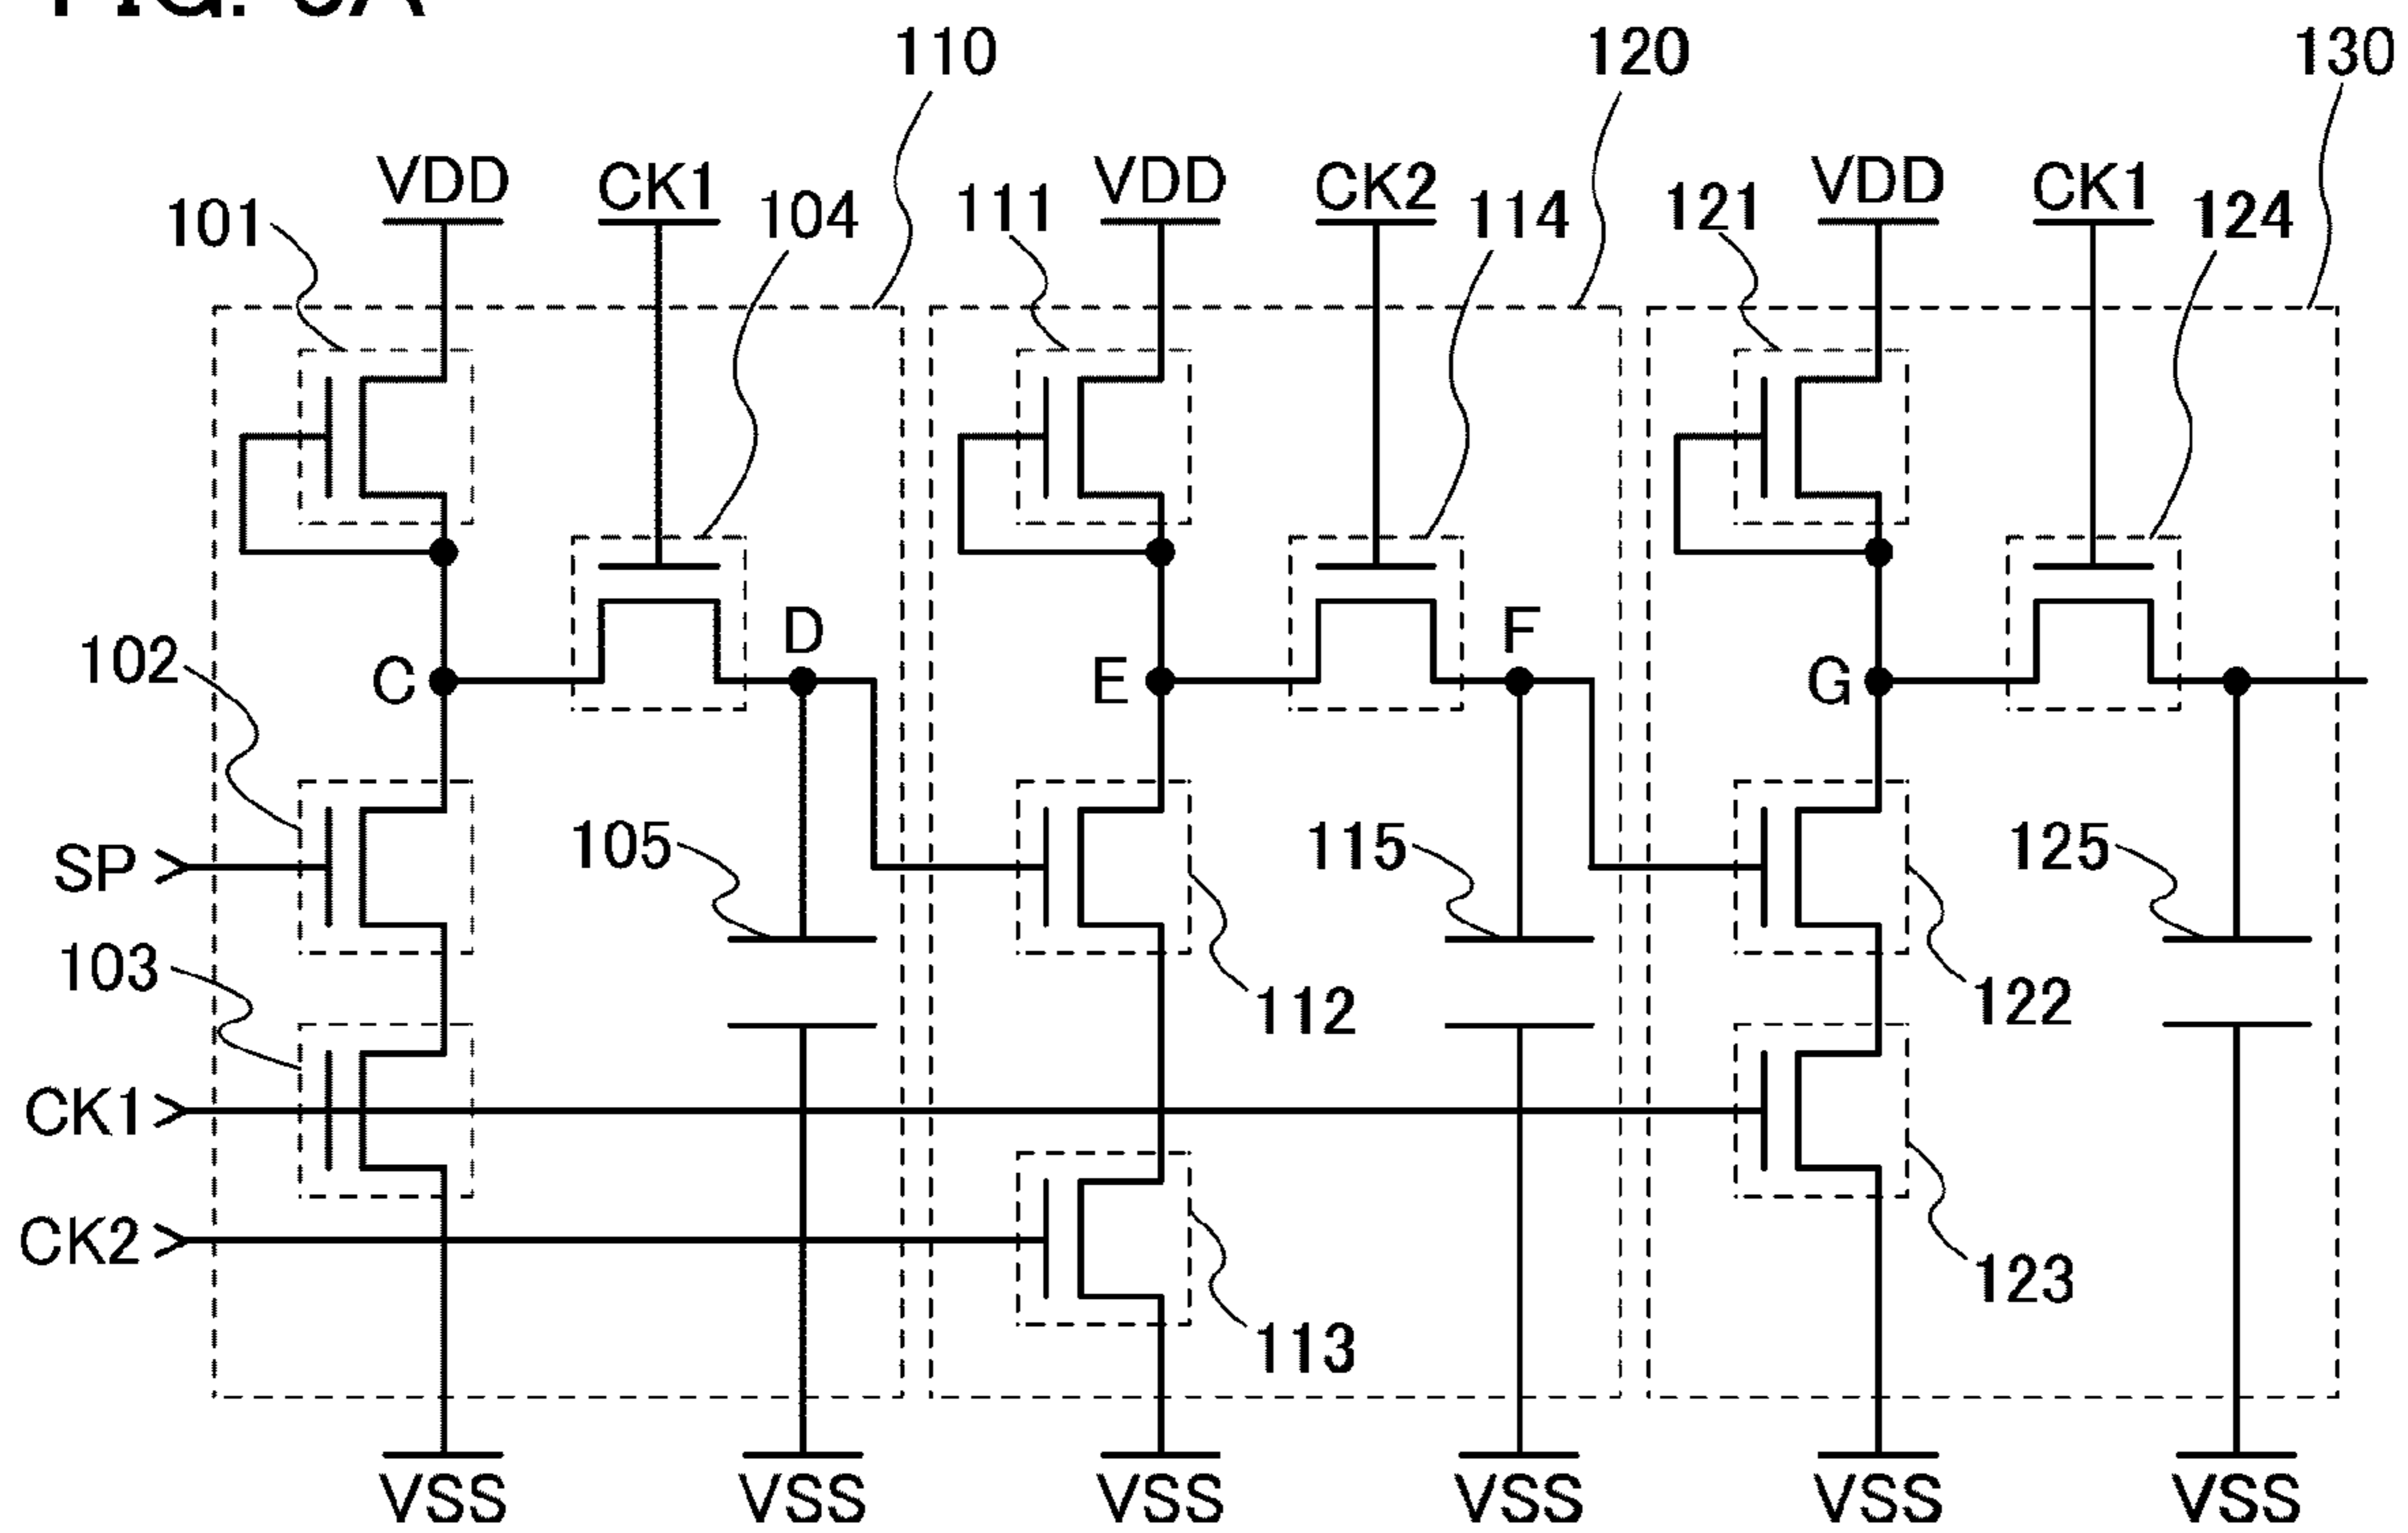 110 120 130
VDD CK1 VDD CK2 VDD CK1
101 104 111 114 121 124
D F
102 C E G
SP 105 115 125
103 112 122
CK1
CK2
113 123
VSS VSS VSS VSS VSS VSS